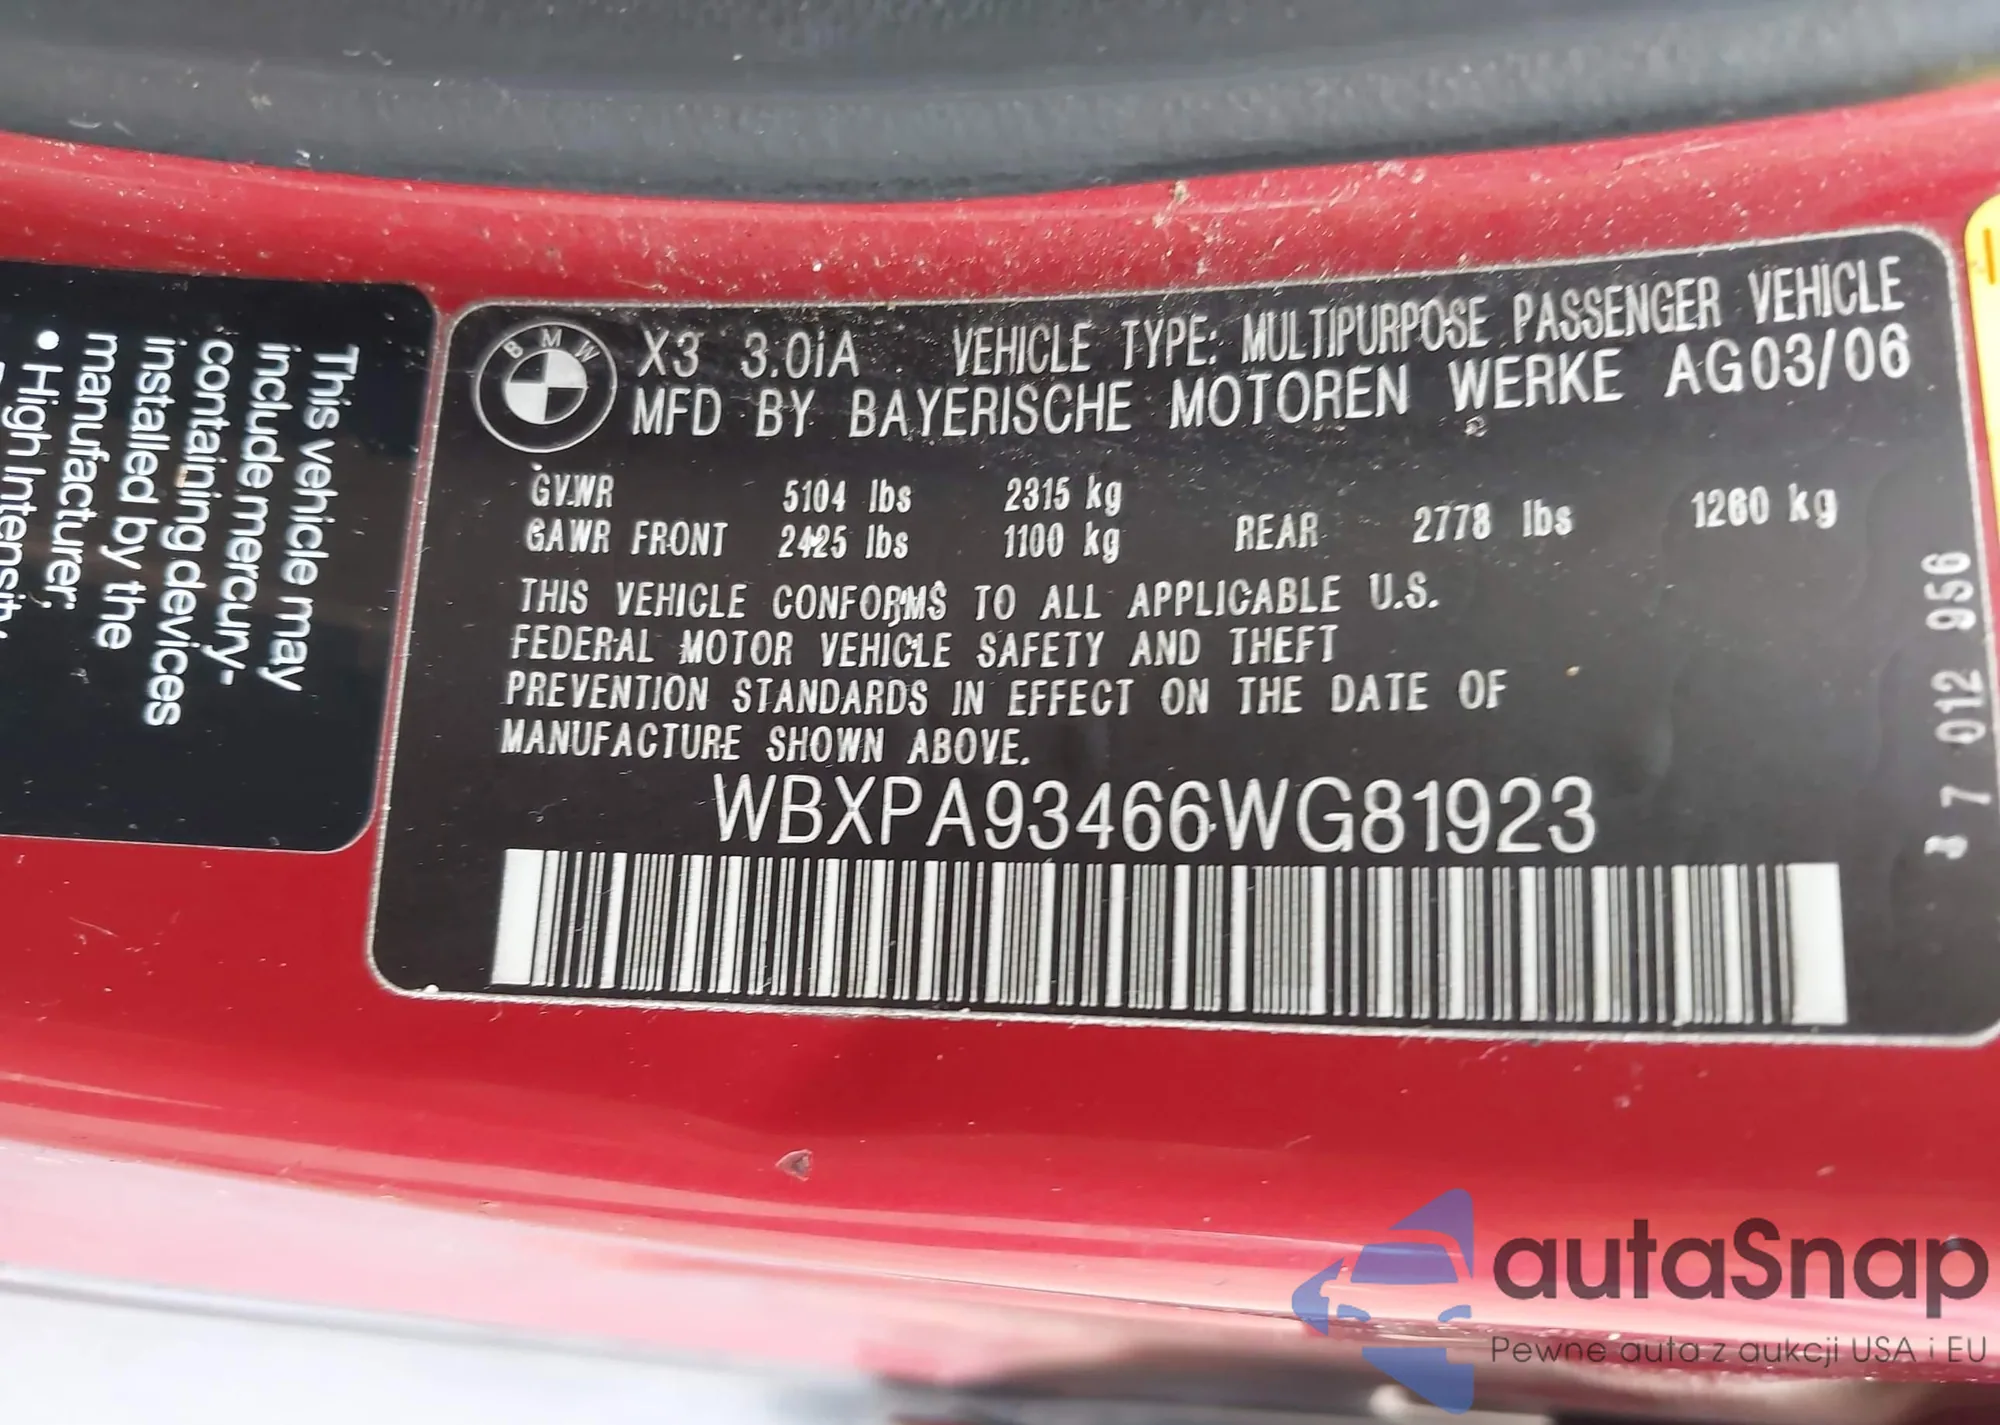 This vehicle may
include mercury-
containing devices
installed by the
manufacturer:
• High Intensity
BMW
X3 3.0iA VEHICLE TYPE: MULTIPURPOSE PASSENGER VEHICLE
MFD BY BAYERISCHE MOTOREN WERKE AG03/06
GVWR 5104 lbs 2315 kg
GAWR FRONT 2425 lbs 1100 kg REAR 2778 lbs 1260 kg
THIS VEHICLE CONFORMS TO ALL APPLICABLE U.S.
FEDERAL MOTOR VEHICLE SAFETY AND THEFT
PREVENTION STANDARDS IN EFFECT ON THE DATE OF
MANUFACTURE SHOWN ABOVE.
WBXPA93466WG81923
7 012 956
autaSnap
Pewne auta z aukcji USA i EU